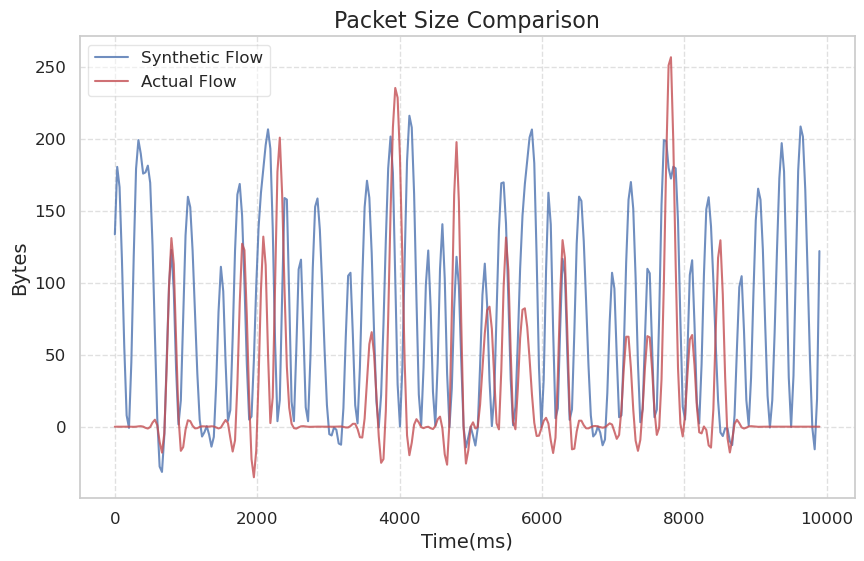 Packet Size Comparison
Synthetic Flow
Actual Flow
Bytes
250
200
150
100
50
0
0 2000 4000 6000 8000 10000
Time(ms)